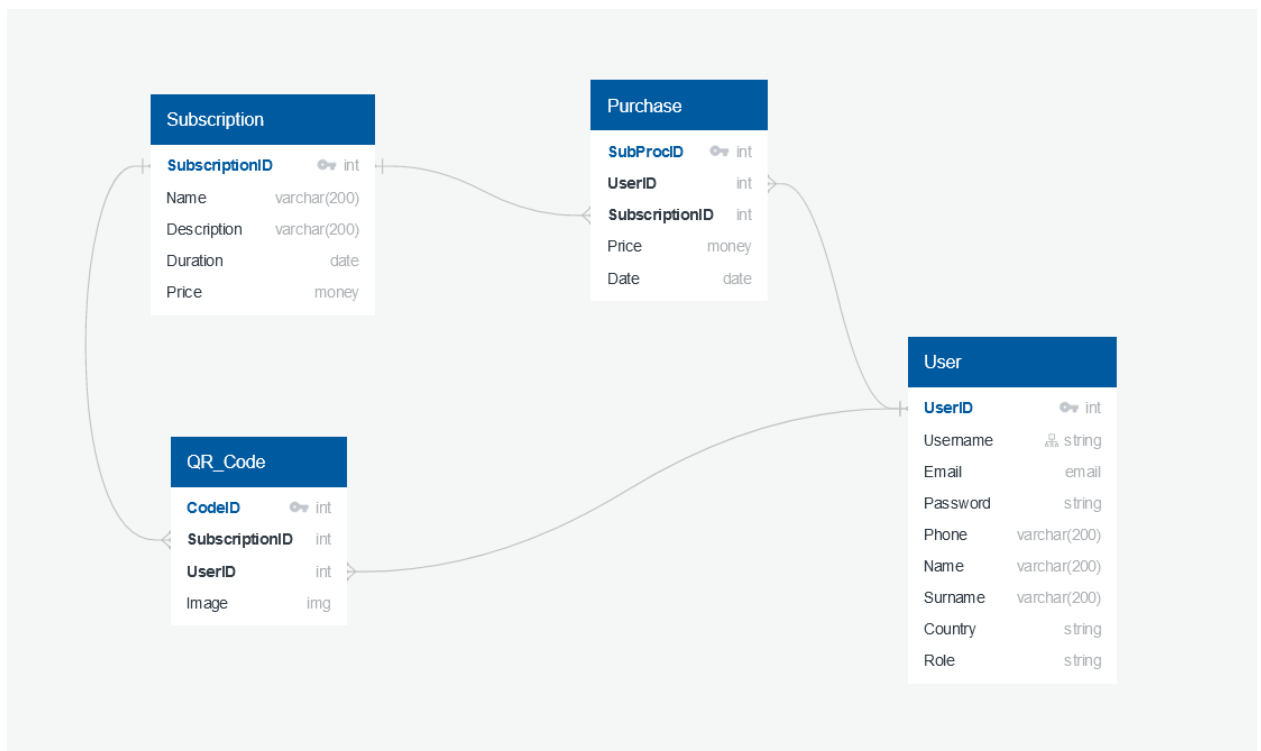 Subscription
SubscriptionID int
Name varchar(200)
Description varchar(200)
Duration date
Price money
Purchase
SubProcID int
UserID int
SubscriptionID int
Price money
Date date
User
UserID int
Username string
Email email
Password string
Phone varchar(200)
Name varchar(200)
Surname varchar(200)
Country string
Role string
QR_Code
CodeID int
SubscriptionID int
UserID int
Image img